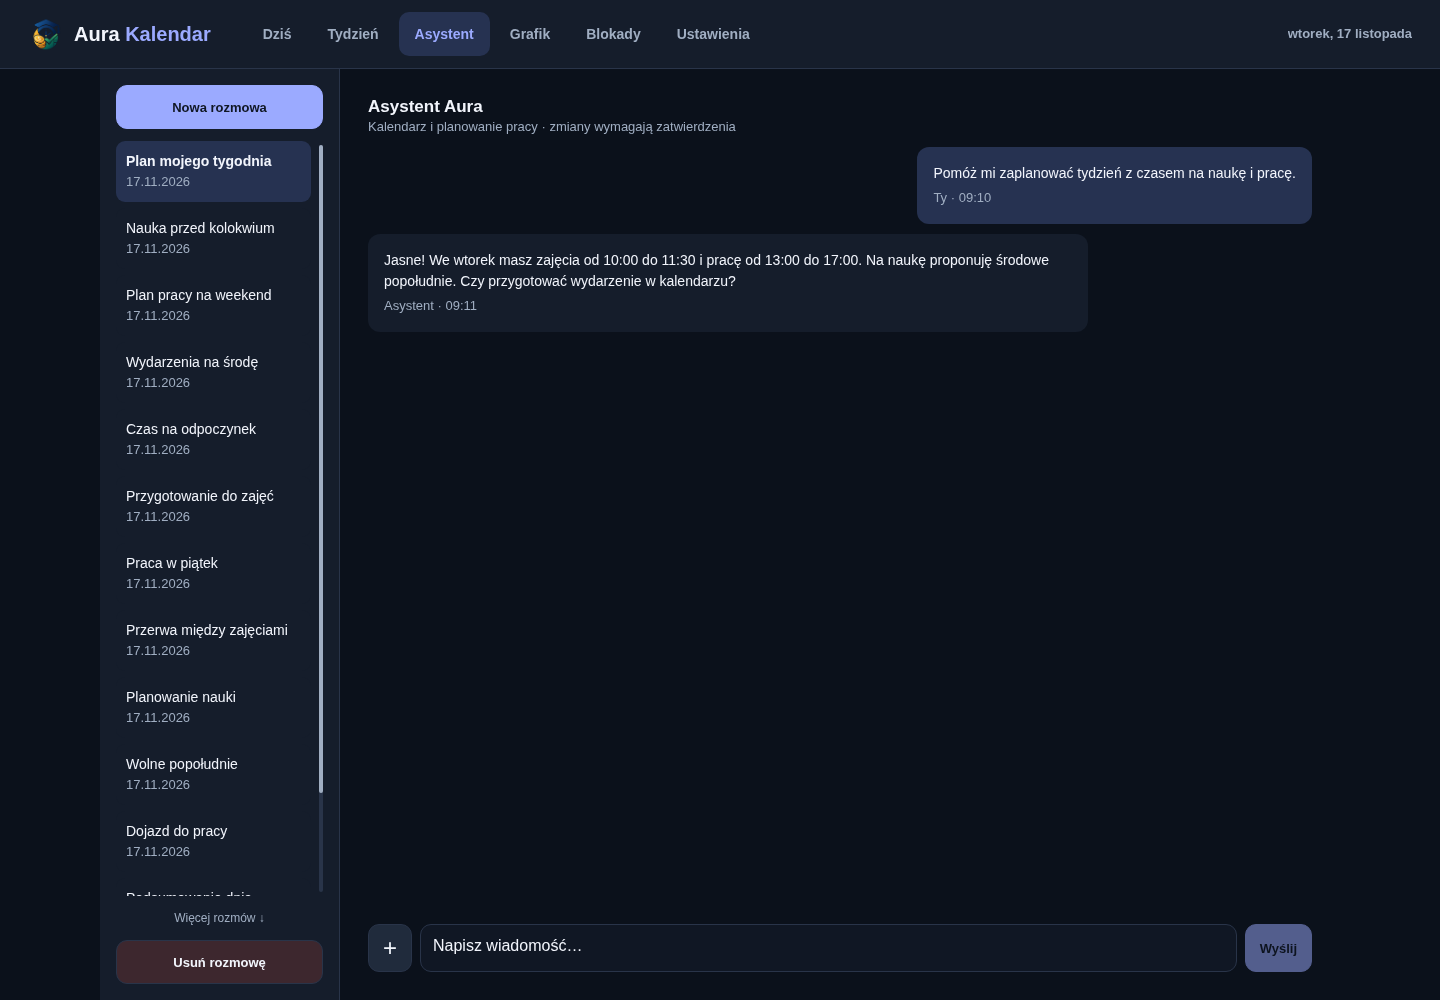 Aura Kalendar
Dziś
Tydzień
Asystent
Grafik
Blokady
Ustawienia
wtorek, 17 listopada
Nowa rozmowa
Plan mojego tygodnia
17.11.2026
Nauka przed kolokwium
17.11.2026
Plan pracy na weekend
17.11.2026
Wydarzenia na środę
17.11.2026
Czas na odpoczynek
17.11.2026
Przygotowanie do zajęć
17.11.2026
Praca w piątek
17.11.2026
Przerwa między zajęciami
17.11.2026
Planowanie nauki
17.11.2026
Wolne popołudnie
17.11.2026
Dojazd do pracy
17.11.2026
Więcej rozmów ↓
Usuń rozmowę
Asystent Aura
Kalendarz i planowanie pracy · zmiany wymagają zatwierdzenia
Pomóż mi zaplanować tydzień z czasem na naukę i pracę.
Ty · 09:10
Jasne! We wtorek masz zajęcia od 10:00 do 11:30 i pracę od 13:00 do 17:00. Na naukę proponuję środowe
popołudnie. Czy przygotować wydarzenie w kalendarzu?
Asystent · 09:11
+
Napisz wiadomość…
Wyślij